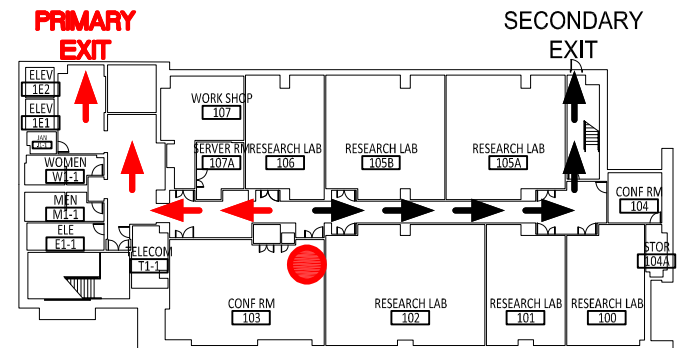 PRIMARY
EXIT
SECONDARY
EXIT
ELEV
1E2
ELEV
1E1
JAN
WOMEN
W1-1
MEN
M1-1
ELE
E1-1
TELECOM
T1-1
WORK SHOP
107
SERVER RM
107A
RESEARCH LAB
106
RESEARCH LAB
105B
RESEARCH LAB
105A
CONF RM
104
STOR
104A
CONF RM
103
RESEARCH LAB
102
RESEARCH LAB
101
RESEARCH LAB
100